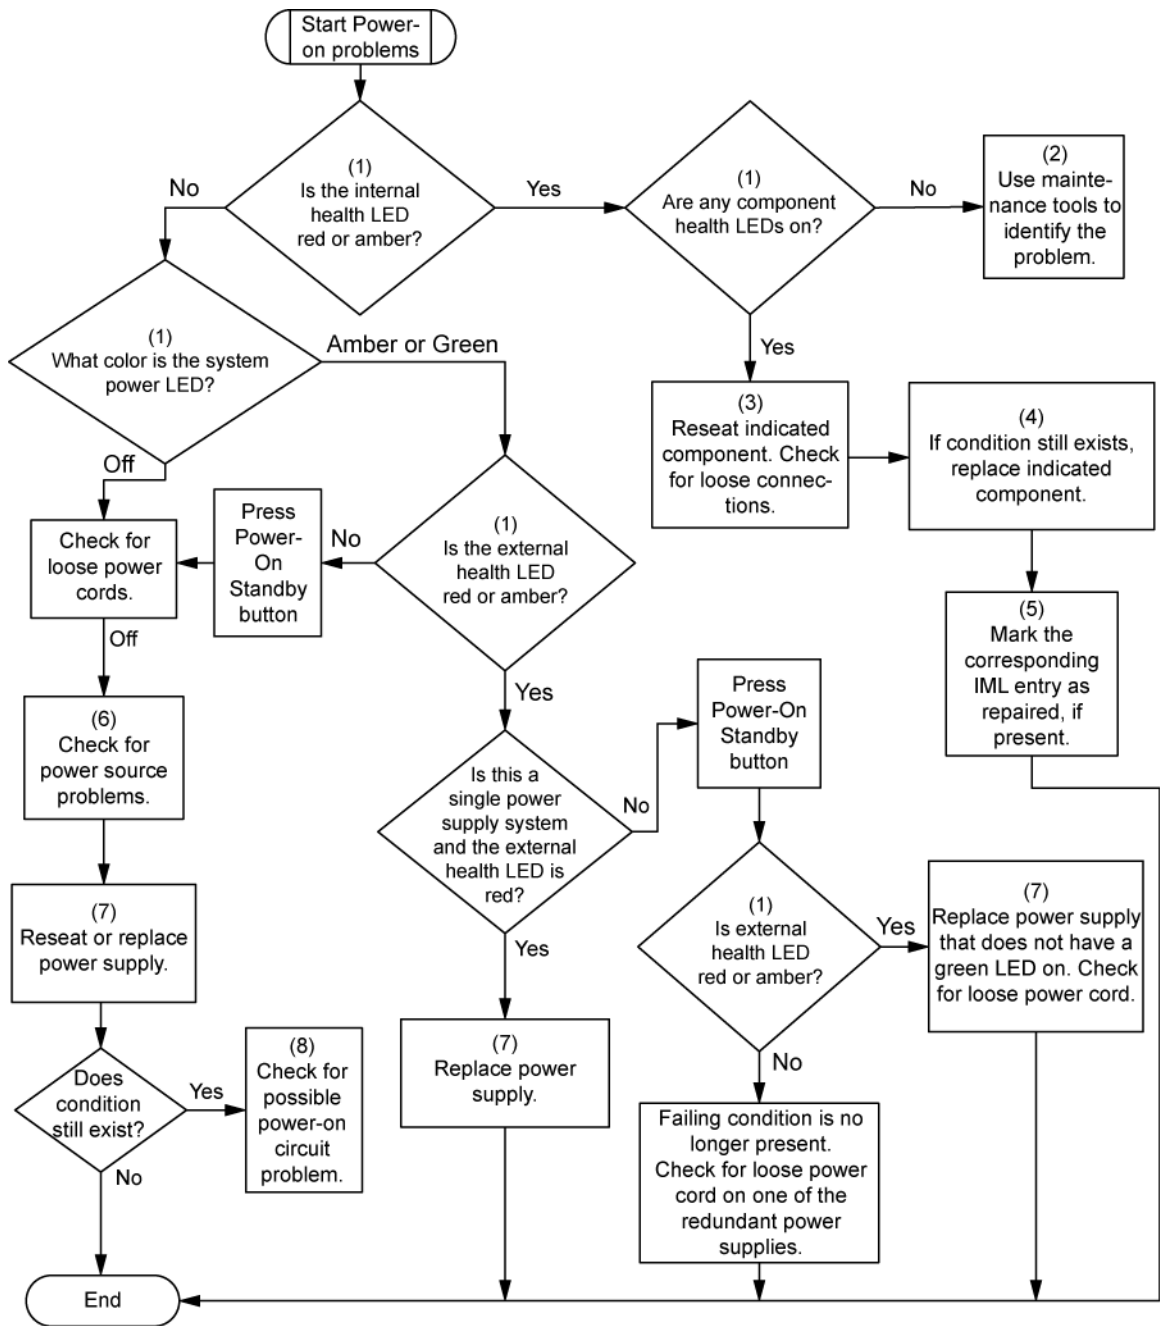 Start Power-
on problems
(1)
Is the internal
health LED
red or amber?
No
Yes
(1)
Are any component
health LEDs on?
No
(2)
Use mainte-
nance tools to
identify the
problem.
Yes
(1)
What color is the system
power LED?
Amber or Green
Off
(3)
Reseat indicated
component. Check
for loose connec-
tions.
(4)
If condition still exists,
replace indicated
component.
(5)
Mark the
corresponding
IML entry as
repaired, if
present.
Check for
loose power
cords.
Press
Power-
On
Standby
button
No
(1)
Is the external
health LED
red or amber?
Off
Yes
(6)
Check for
power source
problems.
Is this a
single power
supply system
and the external
health LED is
red?
No
Press
Power-On
Standby
button
Yes
(7)
Reseat or replace
power supply.
(1)
Is external
health LED
red or amber?
Yes
(7)
Replace power supply
that does not have a
green LED on. Check
for loose power cord.
No
(7)
Replace power
supply.
Does
condition
still exist?
Yes
(8)
Check for
possible
power-on
circuit
problem.
No
Failing condition is no
longer present.
Check for loose power
cord on one of the
redundant power
supplies.
End